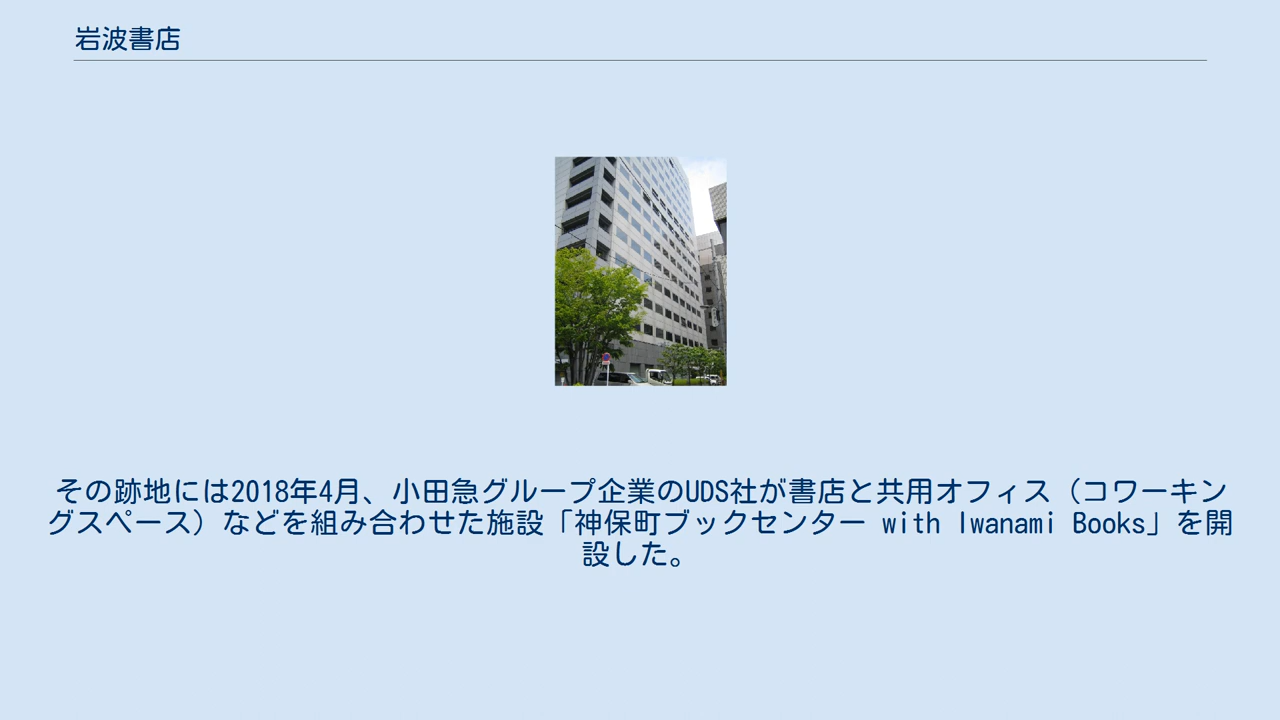 岩波書店
その跡地には2018年4月、小田急グループ企業のUDS社が書店と共用オフィス（コワーキン
グスペース）などを組み合わせた施設「神保町ブックセンター with Iwanami Books」を開
設した。